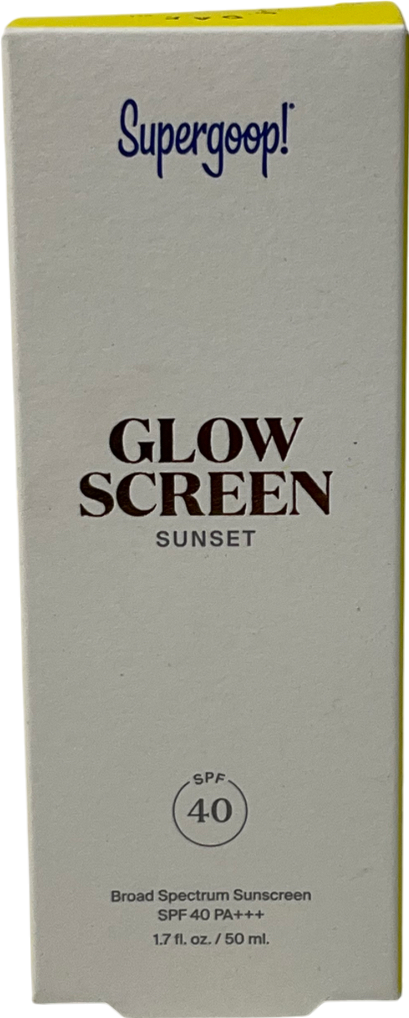 Supergoop!
GLOW
SCREEN
SUNSET
SPF
40
Broad Spectrum Sunscreen
SPF 40 PA+++
1.7 fl. oz. / 50 ml.